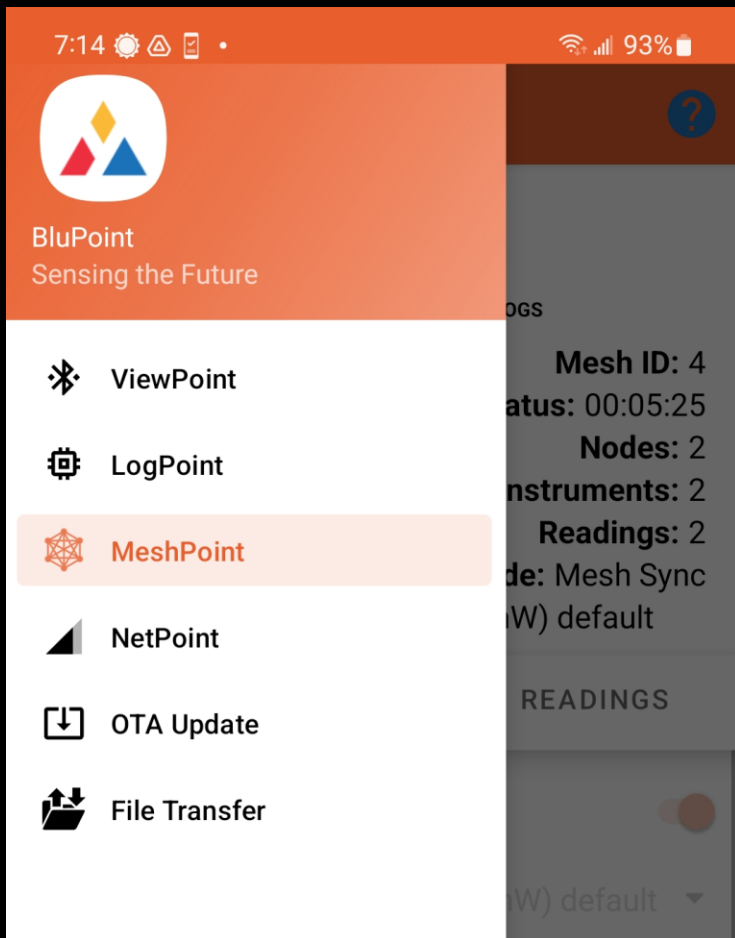 7:14
93%
BluPoint
Sensing the Future
ViewPoint
LogPoint
MeshPoint
NetPoint
OTA Update
File Transfer
?
OGS
Mesh ID: 4
atus: 00:05:25
Nodes: 2
nstruments: 2
Readings: 2
de: Mesh Sync
W) default
READINGS
W) default